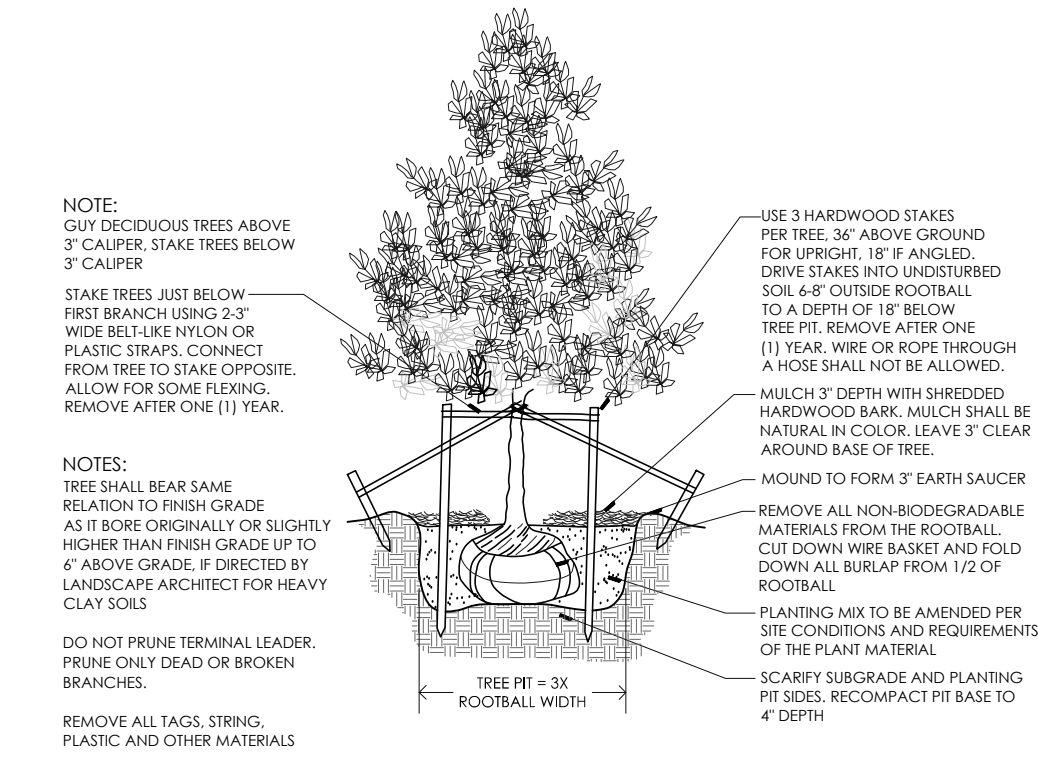 NOTE:
GUY DECIDUOUS TREES ABOVE
3" CALIPER, STAKE TREES BELOW
3" CALIPER
STAKE TREES JUST BELOW
FIRST BRANCH USING 2-3"
WIDE BELT-LIKE NYLON OR
PLASTIC STRAPS. CONNECT
FROM TREE TO STAKE OPPOSITE.
ALLOW FOR SOME FLEXING.
REMOVE AFTER ONE (1) YEAR.
NOTES:
TREE SHALL BEAR SAME
RELATION TO FINISH GRADE
AS IT BORE ORIGINALLY OR SLIGHTLY
HIGHER THAN FINISH GRADE UP TO
6" ABOVE GRADE, IF DIRECTED BY
LANDSCAPE ARCHITECT FOR HEAVY
CLAY SOILS
DO NOT PRUNE TERMINAL LEADER.
PRUNE ONLY DEAD OR BROKEN
BRANCHES.
REMOVE ALL TAGS, STRING,
PLASTIC AND OTHER MATERIALS
TREE PIT = 3X
ROOTBALL WIDTH
USE 3 HARDWOOD STAKES
PER TREE, 36" ABOVE GROUND
FOR UPRIGHT, 18" IF ANGLED.
DRIVE STAKES INTO UNDISTURBED
SOIL 6-8" OUTSIDE ROOTBALL
TO A DEPTH OF 18" BELOW
TREE PIT. REMOVE AFTER ONE
(1) YEAR. WIRE OR ROPE THROUGH
A HOSE SHALL NOT BE ALLOWED.
MULCH 3" DEPTH WITH SHREDDED
HARDWOOD BARK. MULCH SHALL BE
NATURAL IN COLOR. LEAVE 3" CLEAR
AROUND BASE OF TREE.
MOUND TO FORM 3" EARTH SAUCER
REMOVE ALL NON-BIODEGRADABLE
MATERIALS FROM THE ROOTBALL.
CUT DOWN WIRE BASKET AND FOLD
DOWN ALL BURLAP FROM 1/2 OF
ROOTBALL
PLANTING MIX TO BE AMENDED PER
SITE CONDITIONS AND REQUIREMENTS
OF THE PLANT MATERIAL
SCARIFY SUBGRADE AND PLANTING
PIT SIDES. RECOMPACT PIT BASE TO
4" DEPTH